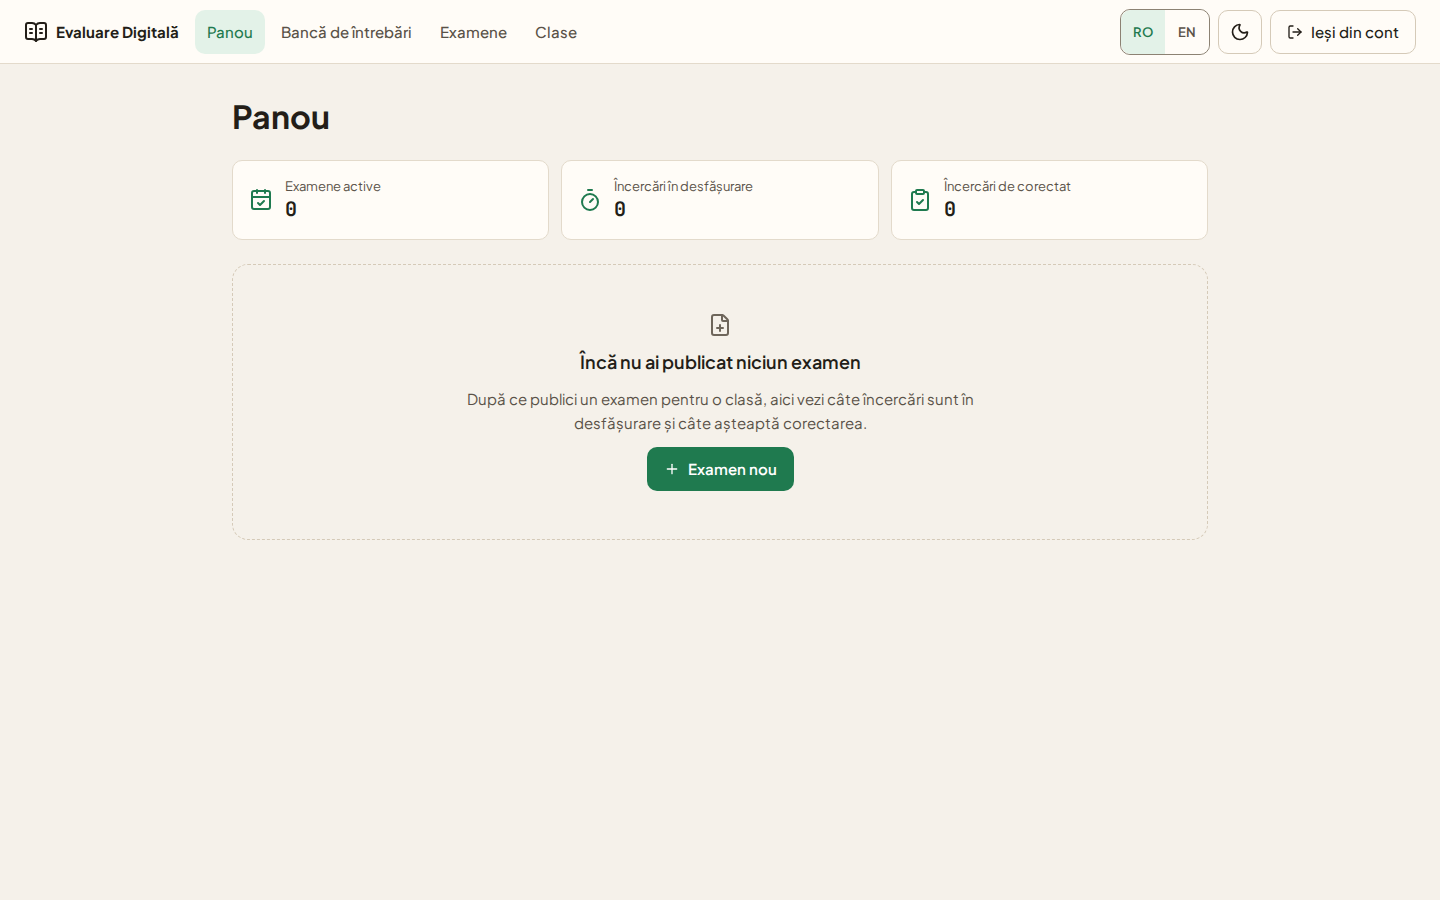 Evaluare Digitală
Panou
Bancă de întrebări
Examene
Clase
RO
EN
Ieși din cont
Panou
Examene active
0
Încercări în desfășurare
0
Încercări de corectat
0
Încă nu ai publicat niciun examen
După ce publici un examen pentru o clasă, aici vezi câte încercări sunt în
desfășurare și câte așteaptă corectarea.
Examen nou